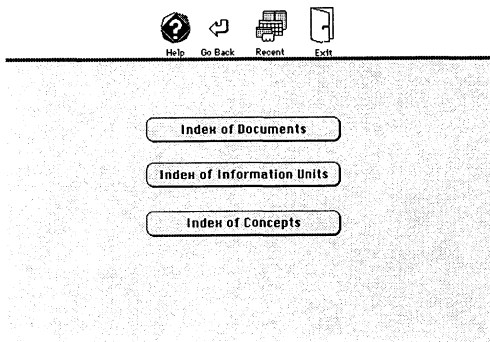 Help Go Back Recent Exit
Index of Documents
Index of Information Units
Index of Concepts